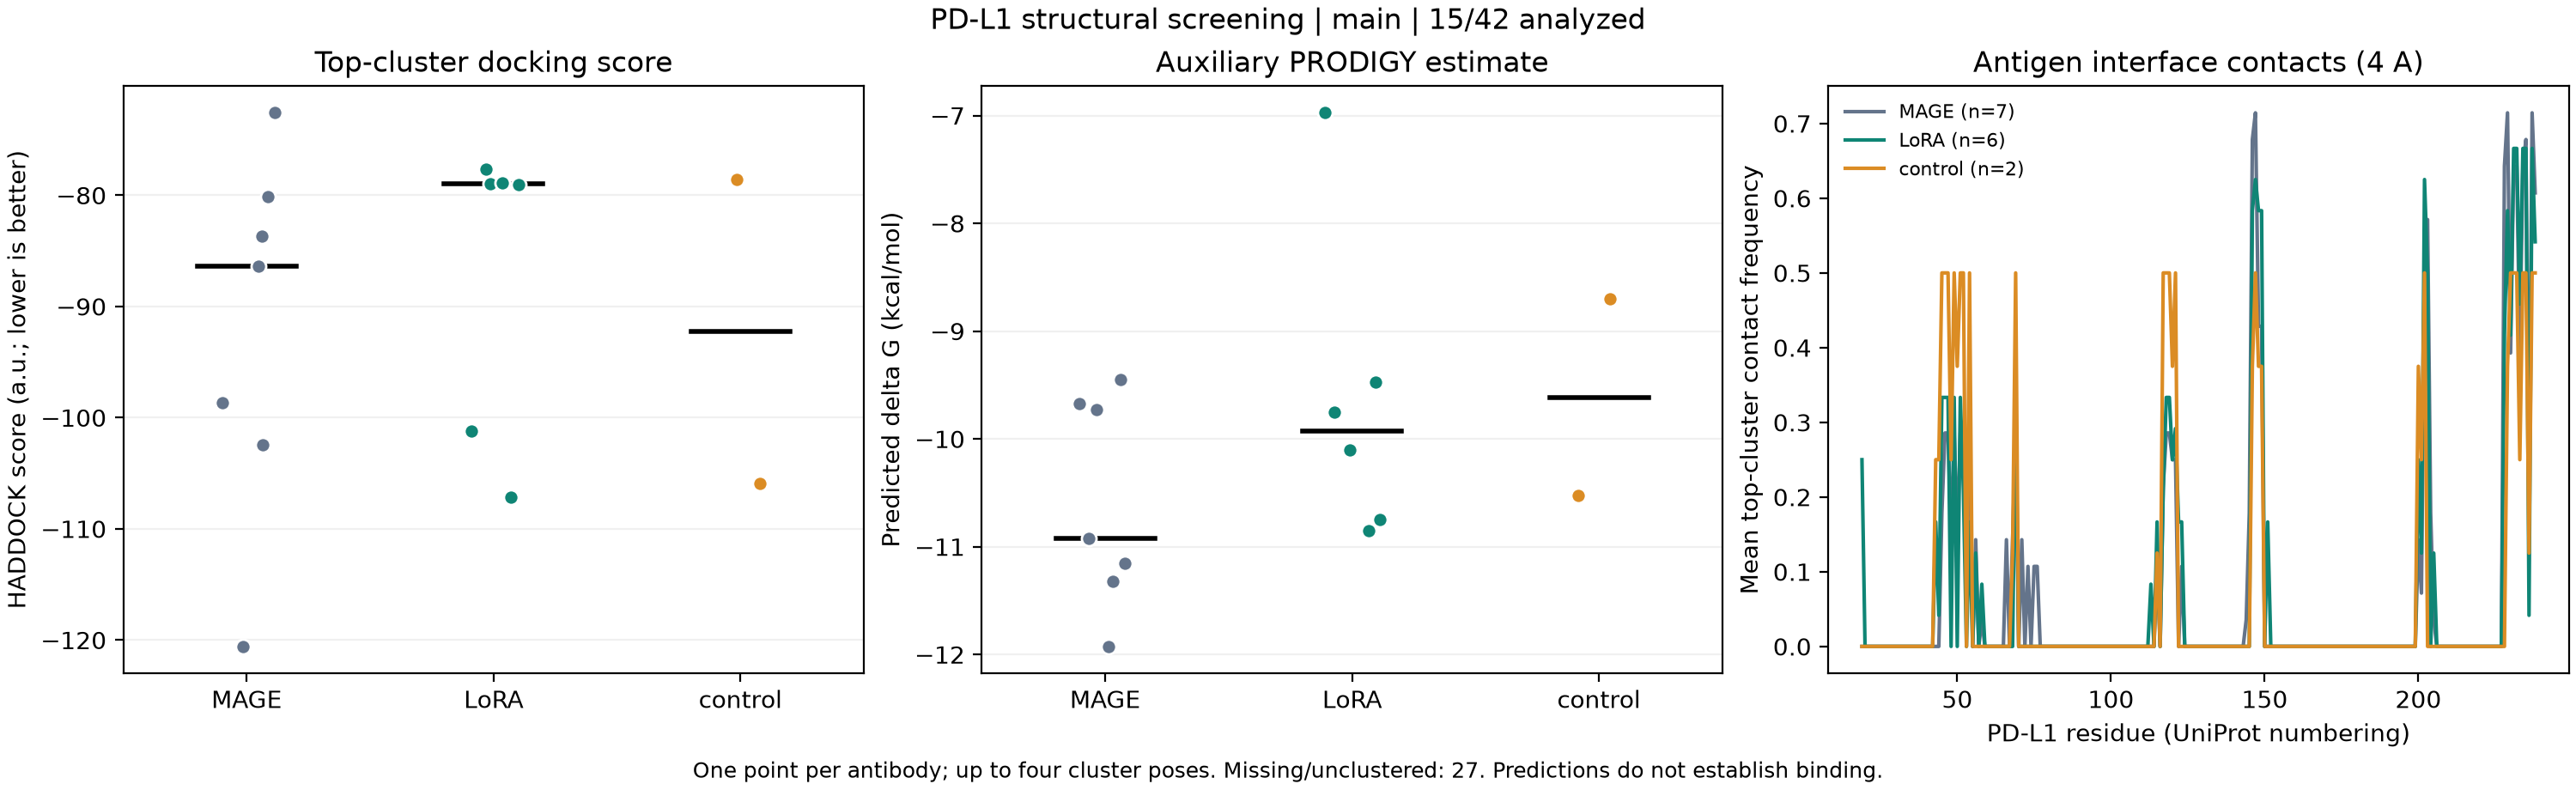 PD-L1 structural screening | main | 15/42 analyzed
Top-cluster docking score
HADDOCK score (a.u.; lower is better)
−80
−90
−100
−110
−120
MAGE
LoRA
control
Auxiliary PRODIGY estimate
Predicted delta G (kcal/mol)
−7
−8
−9
−10
−11
−12
MAGE
LoRA
control
Antigen interface contacts (4 A)
Mean top-cluster contact frequency
0.7
0.6
0.5
0.4
0.3
0.2
0.1
0.0
MAGE (n=7)
LoRA (n=6)
control (n=2)
50
100
150
200
PD-L1 residue (UniProt numbering)
One point per antibody; up to four cluster poses. Missing/unclustered: 27. Predictions do not establish binding.